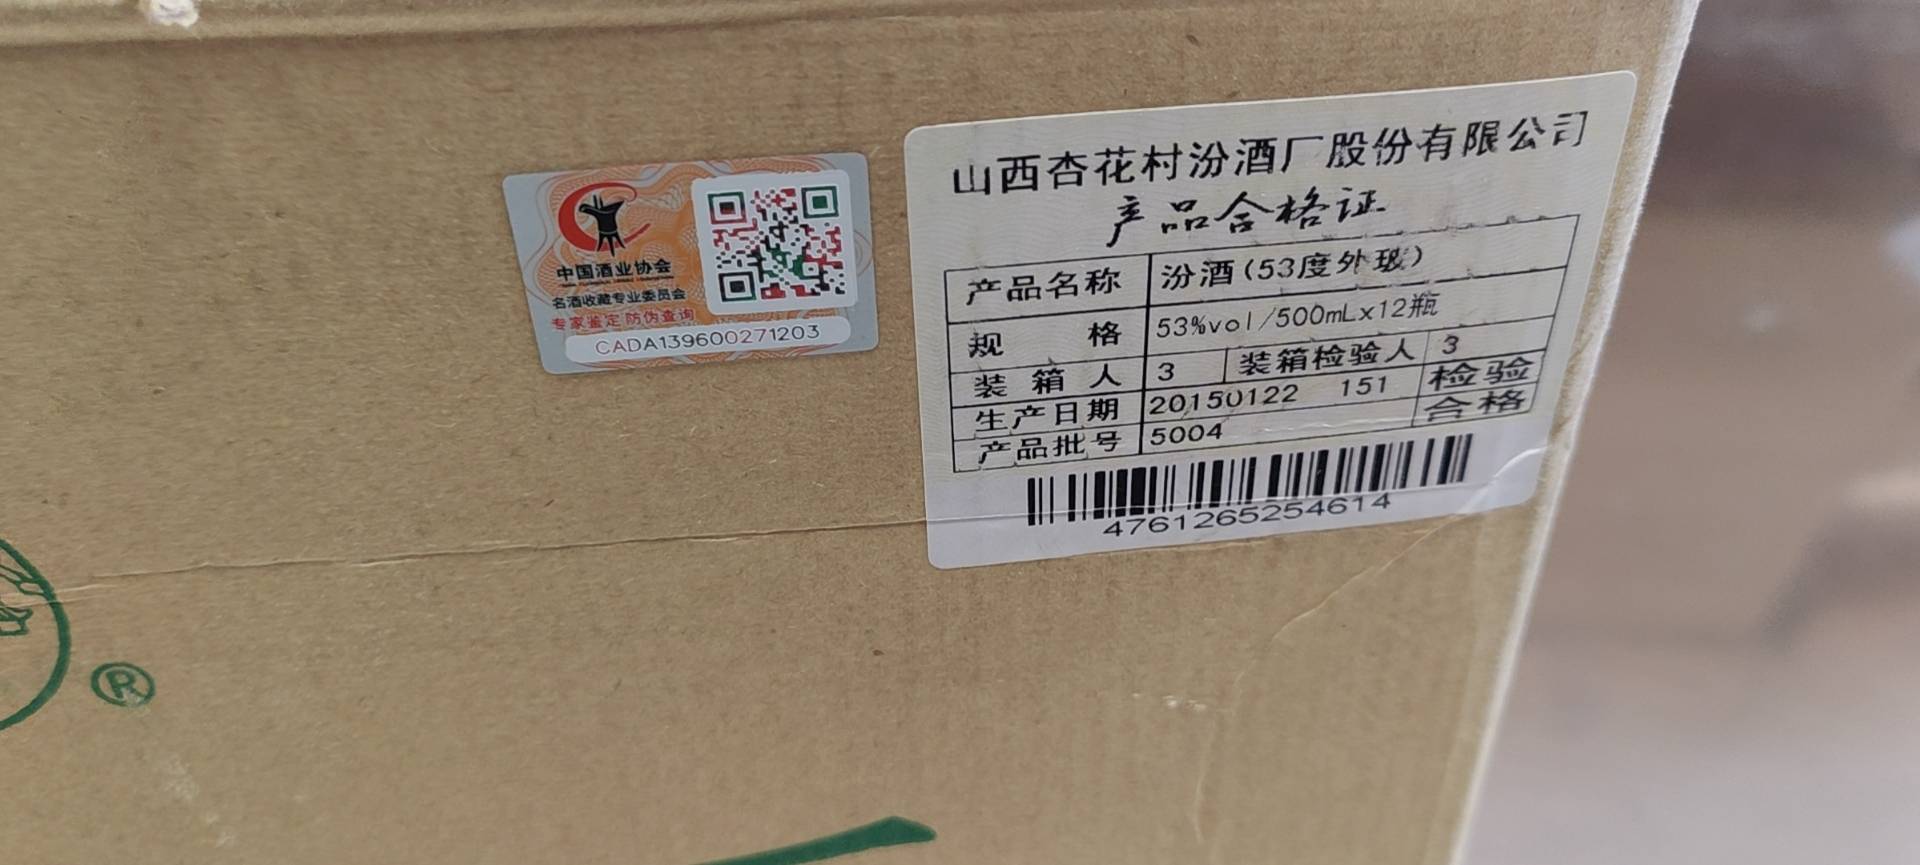 中国酒业协会
名酒收藏专业委员会
专家鉴定 防伪查询
CADA139600271203
山西杏花村汾酒厂股份有限公司
产品合格证
产品名称 汾酒(53度外玻)
规 格 53%vol/500mLx12瓶
装 箱 人 3 装箱检验人 3
生产日期 20150122 151 检验
产品批号 5004 合格
4761265254614
®